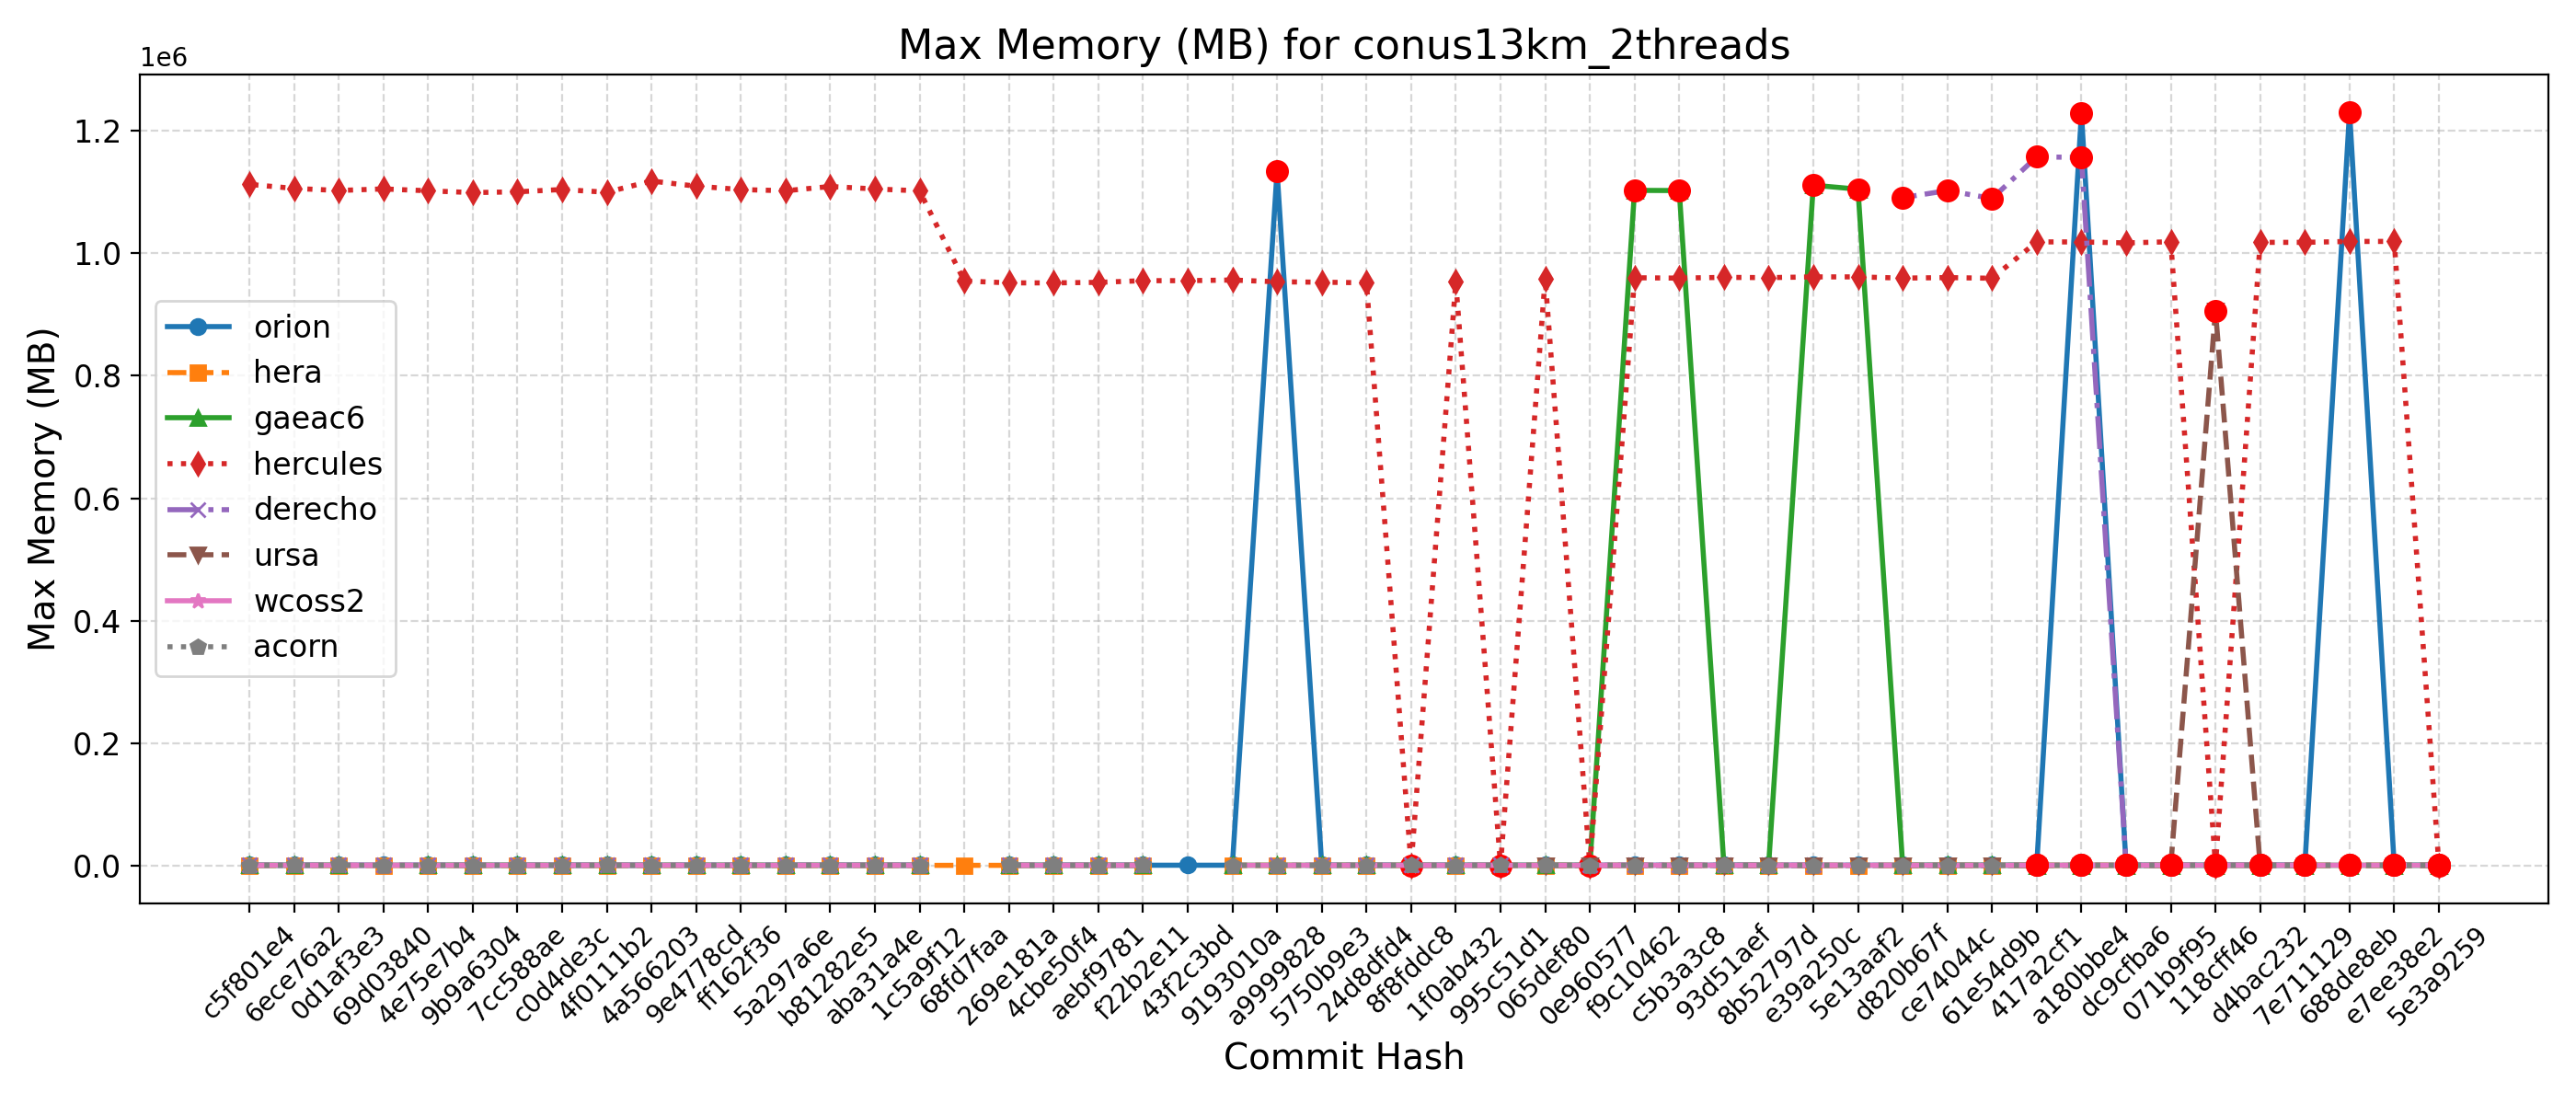 Max Memory (MB) for conus13km_2threads
1e6
1.2
1.0
0.8
0.6
0.4
0.2
0.0
Max Memory (MB)
orion
hera
gaeac6
hercules
derecho
ursa
wcoss2
acorn
c5f801e4
6ece76a2
0d1af3e3
69d03840
4e75e7b4
9b9a6304
7cc588ae
c0d4de3c
4f0111b2
4a566203
9e4778cd
ff162f36
5a297a6e
b81282e5
aba31a4e
1c5a9f12
68fd7faa
269e181a
4cbe50f4
aebf9781
f22b2e11
43f2c3bd
9193010a
a9999828
5750b9e3
24d8dfd4
8f8fddc8
1f0ab432
995c51d1
065def80
0e960577
f9c10462
c5b3a3c8
93d51aef
8b52797d
e39a250c
5e13aaf2
d820b67f
ce74044c
61e54d9b
417a2cf1
a180bbe4
dc9cfba6
071b9f95
118cff46
d4bac232
7e711129
688de8eb
e7ee38e2
5e3a9259
Commit Hash